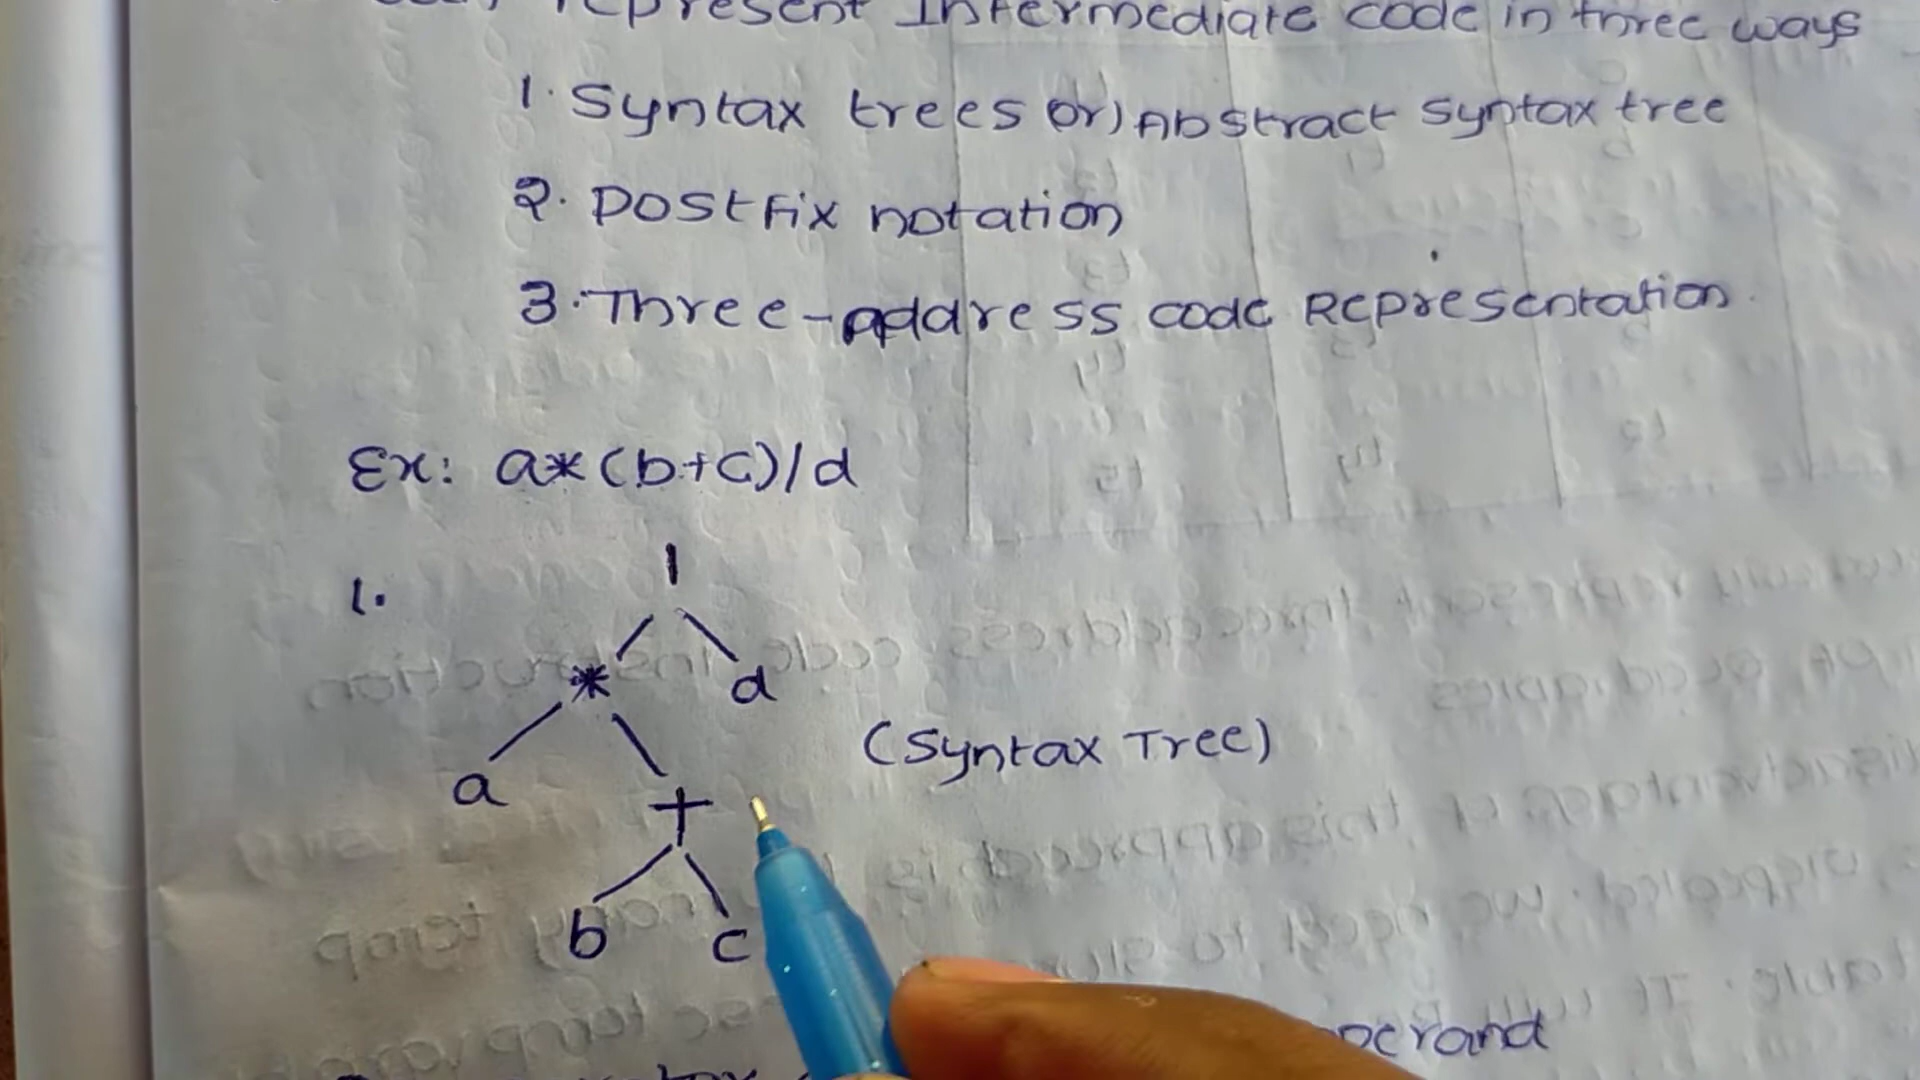 represent Intermediate code in three ways
1. Syntax trees or) Abstract syntax tree
2. Postfix notation
3. Three-address code Representation.
Ex: a*(b+c)/d
1.
/
* d
a +
(Syntax Tree)
b c
operand